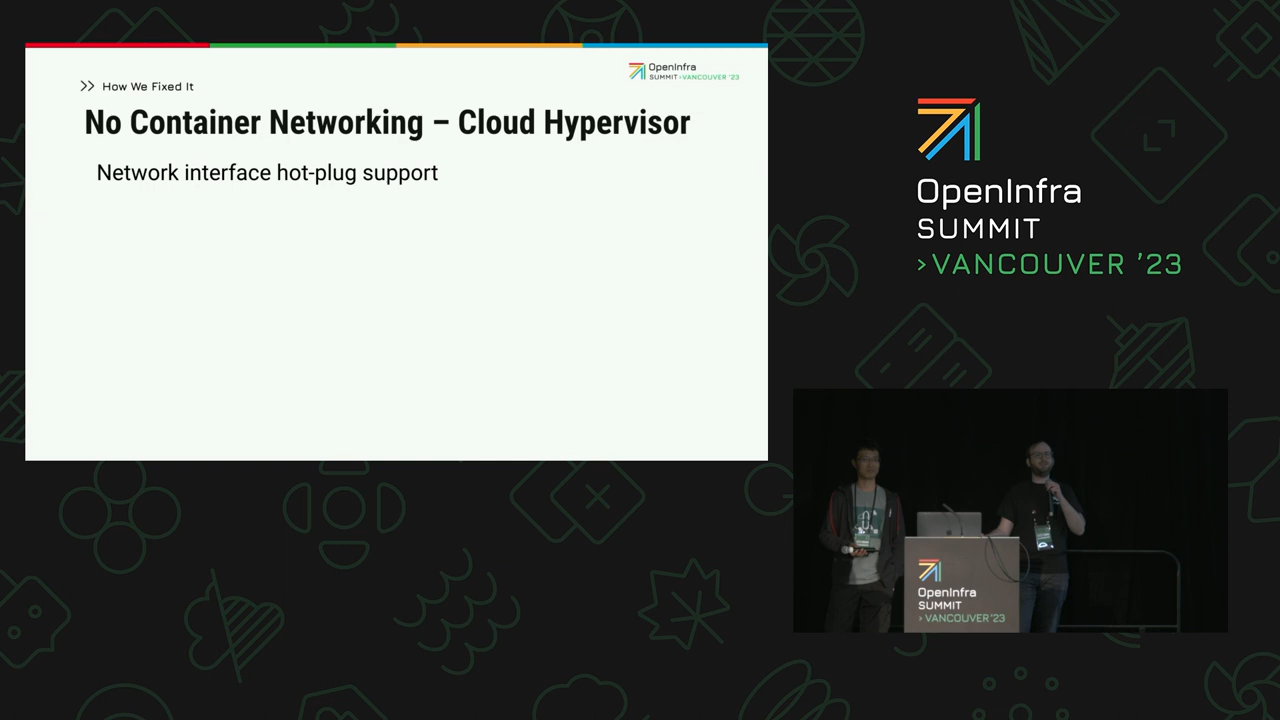 >> How We Fixed It
OpenInfra
SUMMIT >VANCOUVER '23
No Container Networking – Cloud Hypervisor
Network interface hot-plug support
OpenInfra
SUMMIT
>VANCOUVER '23
OpenInfra
SUMMIT
>VANCOUVER '23